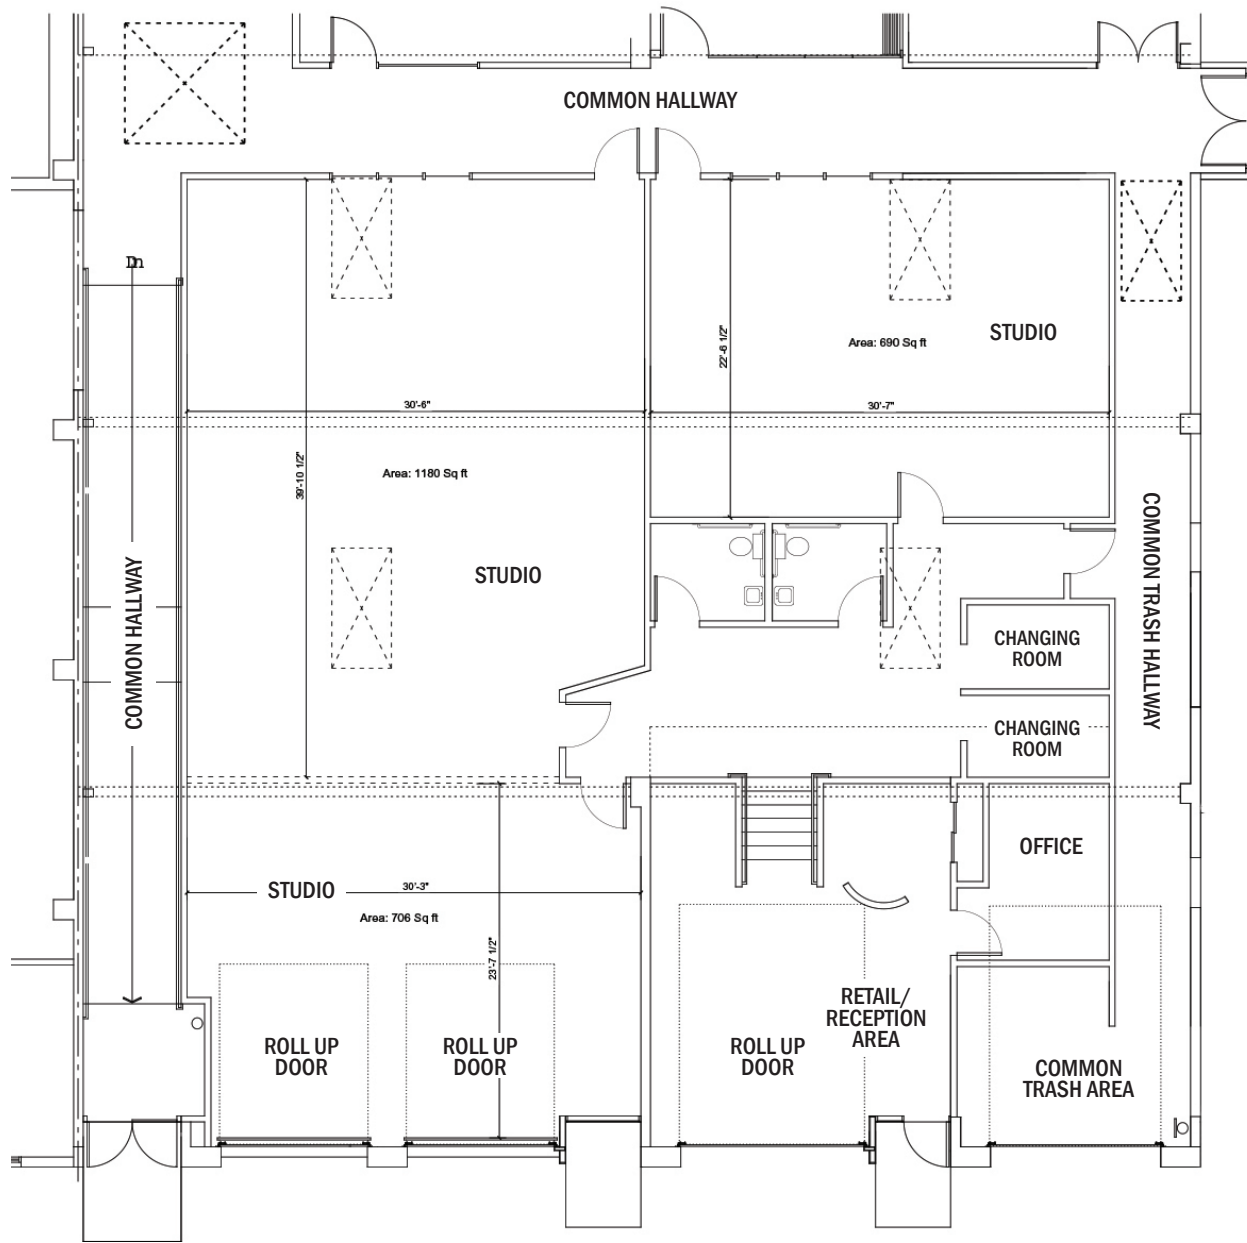 COMMON HALLWAY
Dn
22'-6 1/2"
STUDIO
Area: 690 Sq ft
30'-6"
30'-7"
39'-10 1/2"
Area: 1180 Sq ft
COMMON TRASH HALLWAY
COMMON HALLWAY
STUDIO
CHANGING
ROOM
CHANGING
ROOM
OFFICE
STUDIO
30'-3"
Area: 706 Sq ft
23'-7 1/2"
RETAIL/
RECEPTION
AREA
ROLL UP
DOOR
ROLL UP
DOOR
ROLL UP
DOOR
COMMON
TRASH AREA